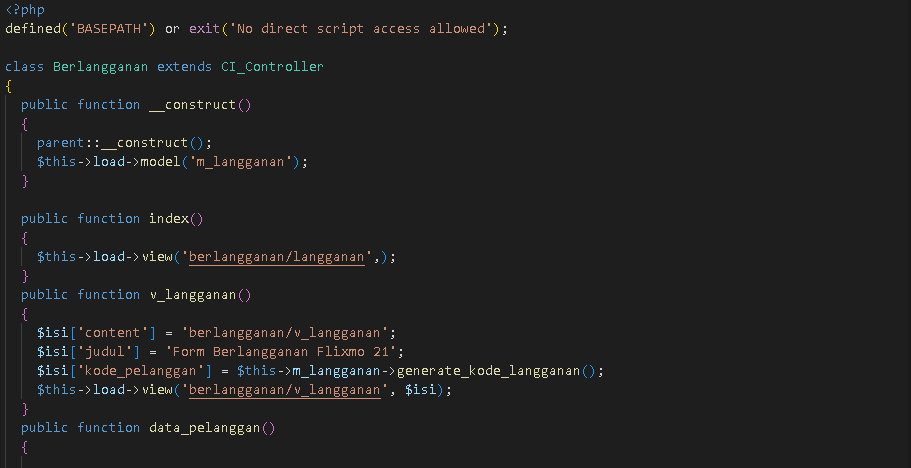 <?php
defined('BASEPATH') or exit('No direct script access allowed');
class Berlangganan extends CI_Controller
{
public function __construct()
{
parent::__construct();
$this->load->model('m_langganan');
}
public function index()
{
$this->load->view('berlangganan/langganan',);
}
public function v_langganan()
{
$isi['content'] = 'berlangganan/v_langganan';
$isi['judul'] = 'Form Berlangganan Flixmo 21';
$isi['kode_pelanggan'] = $this->m_langganan->generate_kode_langganan();
$this->load->view('berlangganan/v_langganan', $isi);
}
public function data_pelanggan()
{